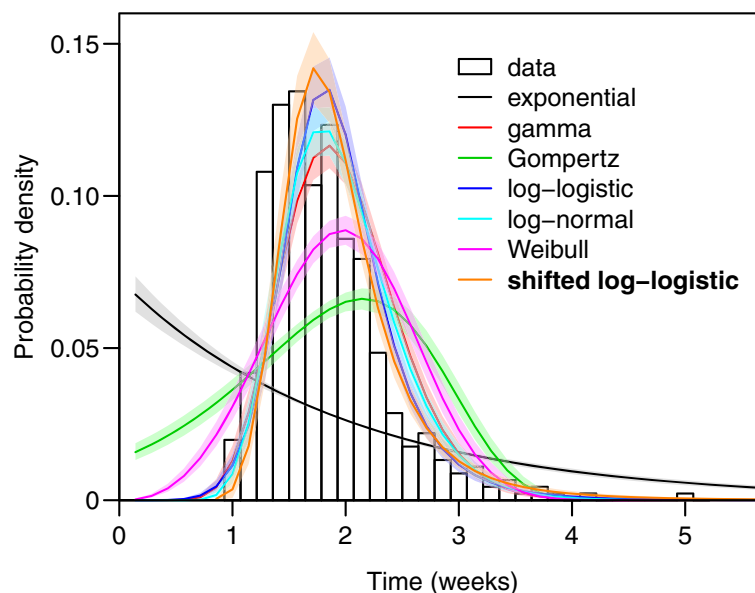 Probability density
0.15
0.10
0.05
0
0 1 2 3 4 5
Time (weeks)
data
exponential
gamma
Gompertz
log−logistic
log−normal
Weibull
shifted log−logistic